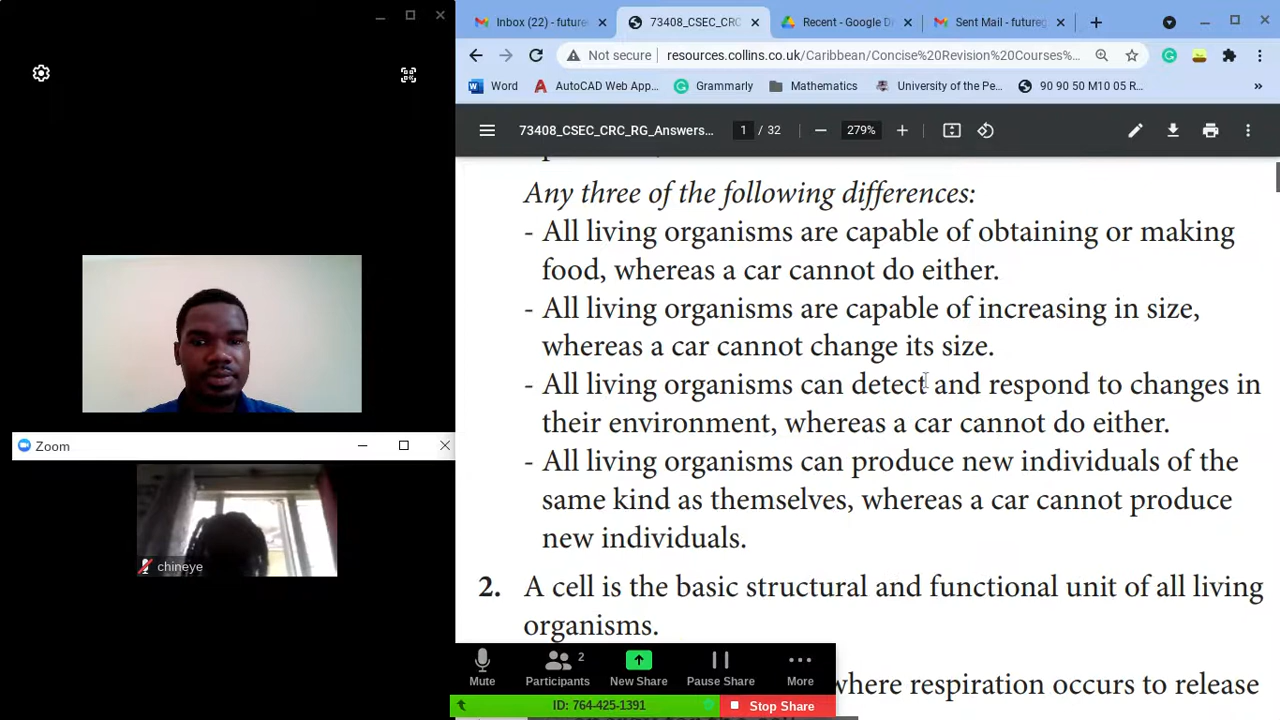 Inbox (22) - future
73408_CSEC_CRC
Recent - Google D
Sent Mail - future
Not secure
resources.collins.co.uk/Caribbean/Concise%20Revision%20Courses%...
Word
AutoCAD Web App...
Grammarly
Mathematics
University of the Pe...
90 90 50 M10 05 R...
»
73408_CSEC_CRC_RG_Answers...
1 / 32
279%
Any three of the following differences:
- All living organisms are capable of obtaining or making
food, whereas a car cannot do either.
- All living organisms are capable of increasing in size,
whereas a car cannot change its size.
- All living organisms can detect and respond to changes in
their environment, whereas a car cannot do either.
- All living organisms can produce new individuals of the
same kind as themselves, whereas a car cannot produce
new individuals.
2. A cell is the basic structural and functional unit of all living
organisms.
where respiration occurs to release
Zoom
chineye
2
Mute
Participants
New Share
Pause Share
More
ID: 764-425-1391
Stop Share